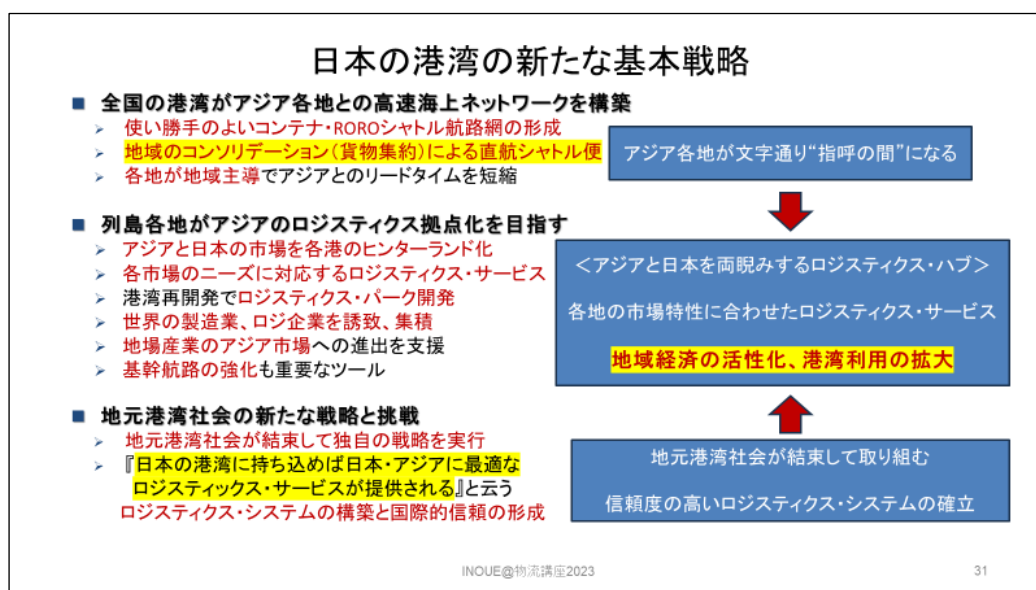 日本の港湾の新たな基本戦略
■ 全国の港湾がアジア各地との高速海上ネットワークを構築
➢ 使い勝手のよいコンテナ・ROROシャトル航路網の形成
➢ 地域のコンソリデーション(貨物集約)による直航シャトル便
➢ 各地が地域主導でアジアとのリードタイムを短縮
■ 列島各地がアジアのロジスティクス拠点化を目指す
➢ アジアと日本の市場を各港のヒンターランド化
➢ 各市場のニーズに対応するロジスティクス・サービス
➢ 港湾再開発でロジスティクス・パーク開発
➢ 世界の製造業、ロジ企業を誘致、集積
➢ 地場産業のアジア市場への進出を支援
➢ 基幹航路の強化も重要なツール
■ 地元港湾社会の新たな戦略と挑戦
➢ 地元港湾社会が結束して独自の戦略を実行
➢ 『日本の港湾に持ち込めば日本・アジアに最適な
ロジスティックス・サービスが提供される』と云う
ロジスティクス・システムの構築と国際的信頼の形成
アジア各地が文字通り“指呼の間”になる
<アジアと日本を両睨みするロジスティクス・ハブ>
各地の市場特性に合わせたロジスティクス・サービス
地域経済の活性化、港湾利用の拡大
地元港湾社会が結束して取り組む
信頼度の高いロジスティクス・システムの確立
INOUE@物流講座2023
31